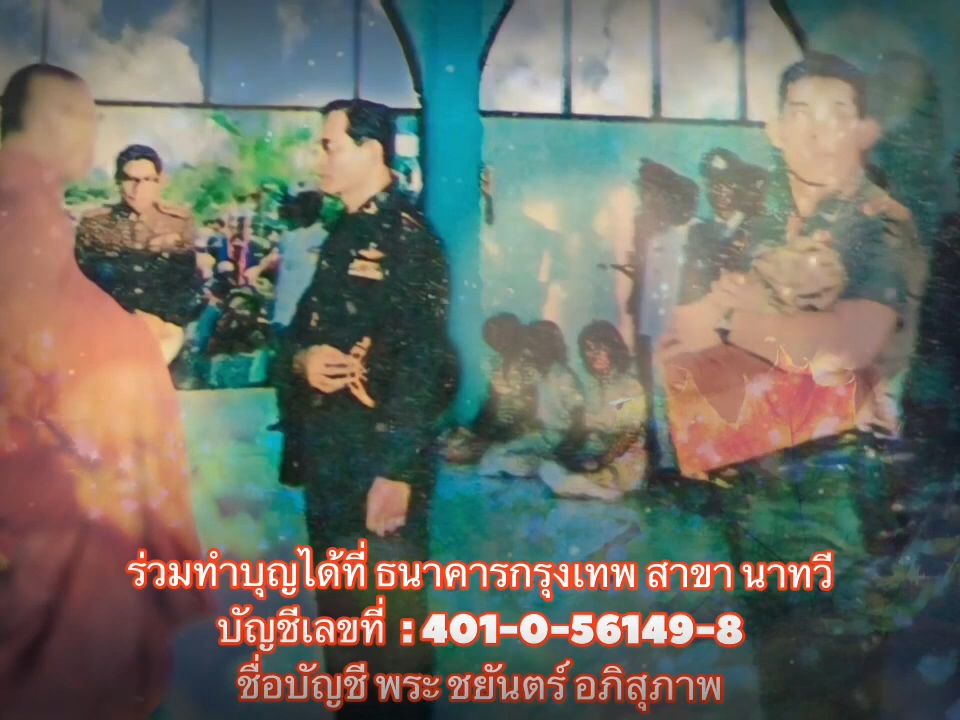 ร่วมทำบุญได้ที่ ธนาคารกรุงเทพ สาขา นาทวี
บัญชีเลขที่ : 401-0-56149-8
ชื่อบัญชี พระ ชยันตร์ อภิสุภาพ